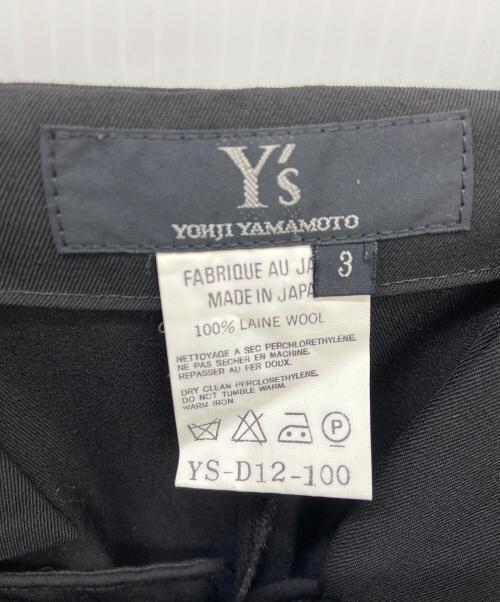 Y's
YOHJI YAMAMOTO
3
FABRIQUE AU JA
MADE IN JAPA
100% LAINE WOOL
NETTOYAGE A SEC PERCHLORETHYLENE.
NE PAS SECHER EN MACHINE.
REPASSER AU FER DOUX.
DRY CLEAN PERCLORETHYLENE.
DO NOT TUMBLE WARM.
WARM IRON.
P
YS-D12-100